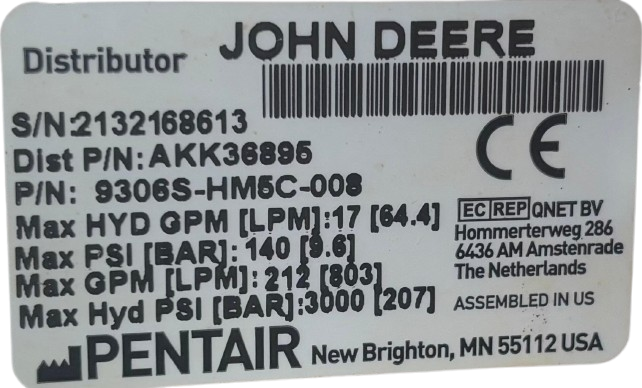 Distributor JOHN DEERE
S/N:2132168613
Dist P/N: AKK36895
P/N: 9306S-HM5C-008
Max HYD GPM [LPM]:17 [64.4]
Max PSI [BAR]: 140 [9.6]
Max GPM [LPM]: 212 [803]
Max Hyd PSI [BAR]:3000 [207]
CE
EC REP QNET BV
Hommerterweg 286
6436 AM Amstenrade
The Netherlands
ASSEMBLED IN US
PENTAIR New Brighton, MN 55112 USA